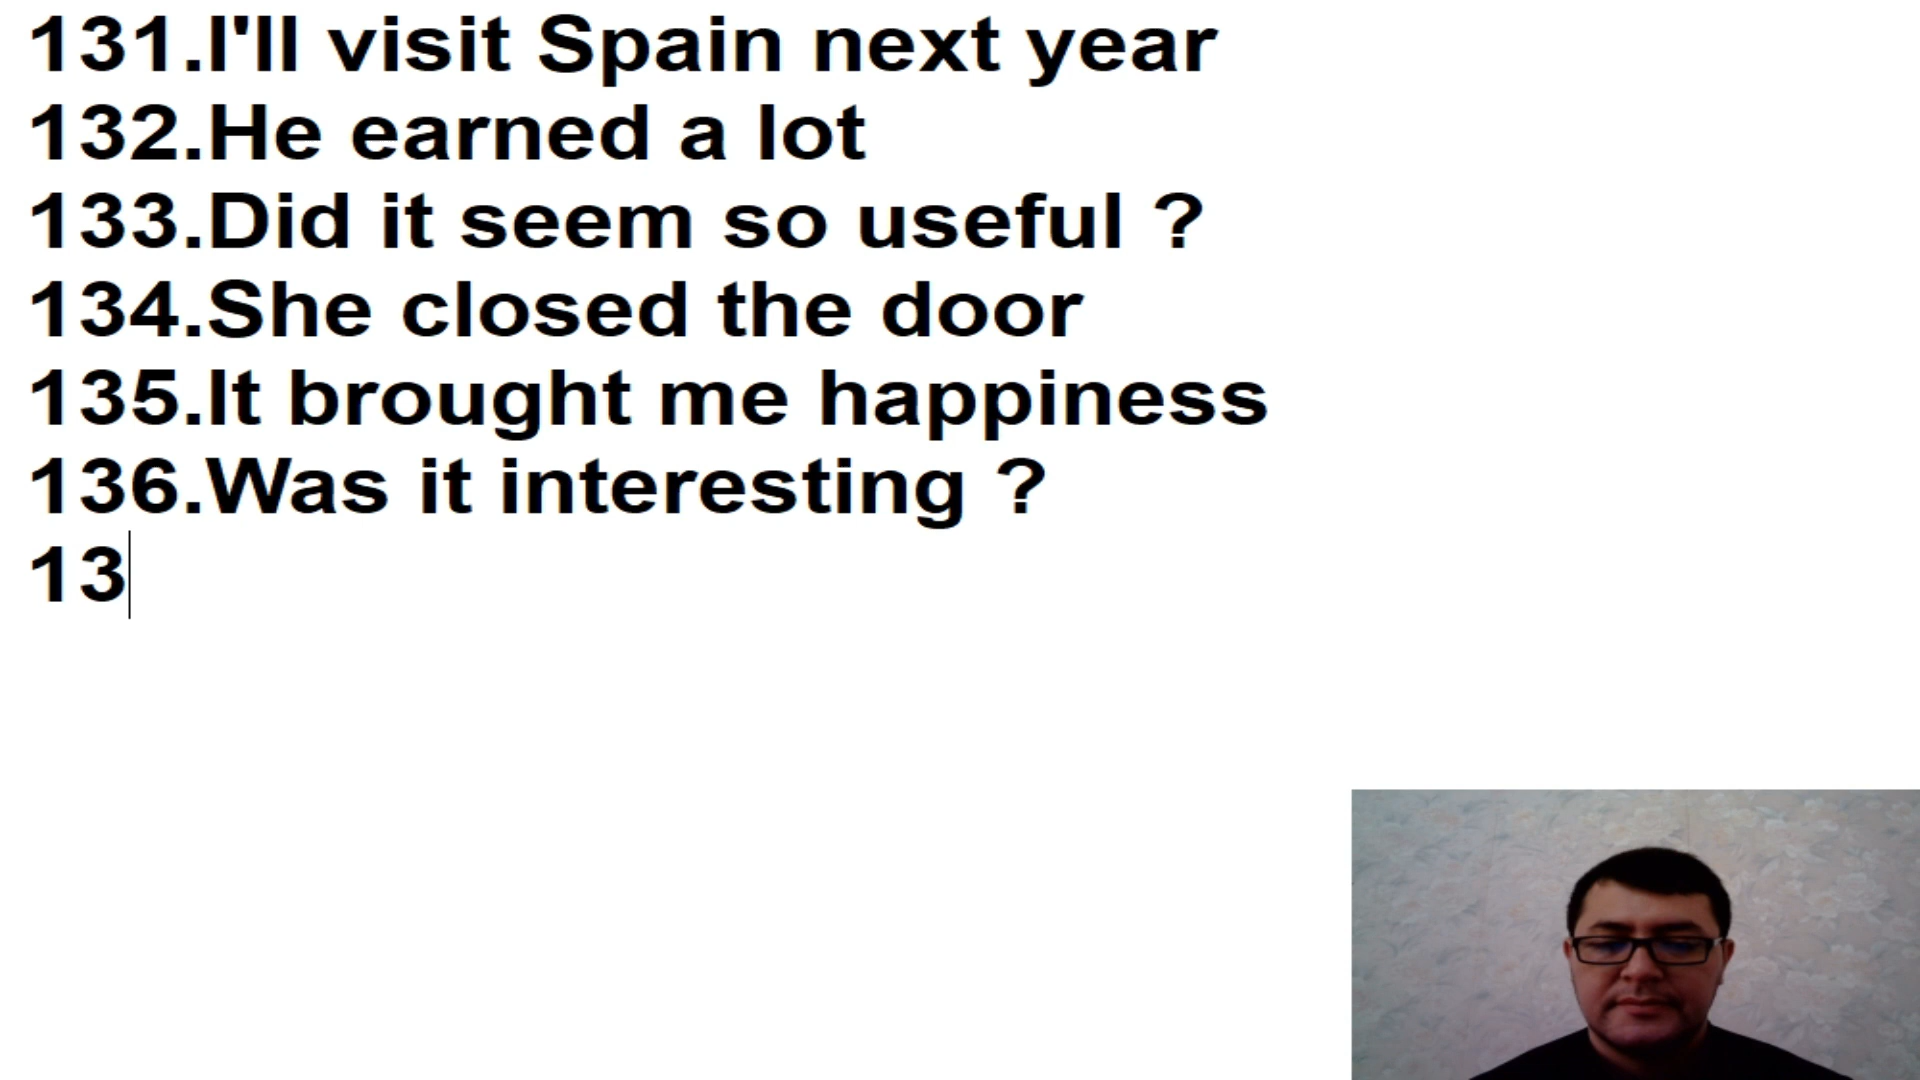 131.I'll visit Spain next year
132.He earned a lot
133.Did it seem so useful ?
134.She closed the door
135.It brought me happiness
136.Was it interesting ?
13